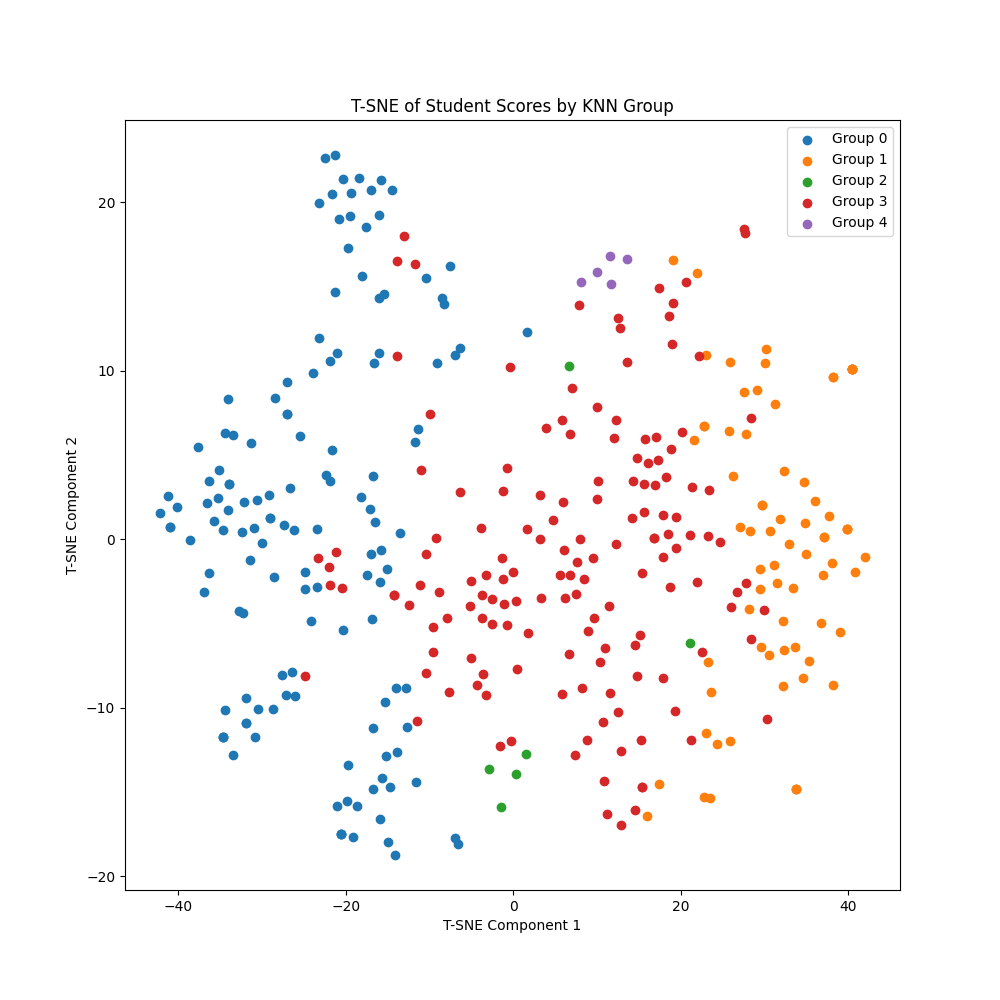 T-SNE of Student Scores by KNN Group
Group 0
Group 1
Group 2
Group 3
Group 4
T-SNE Component 2
20
10
0
−10
−20
−40
−20
0
20
40
T-SNE Component 1